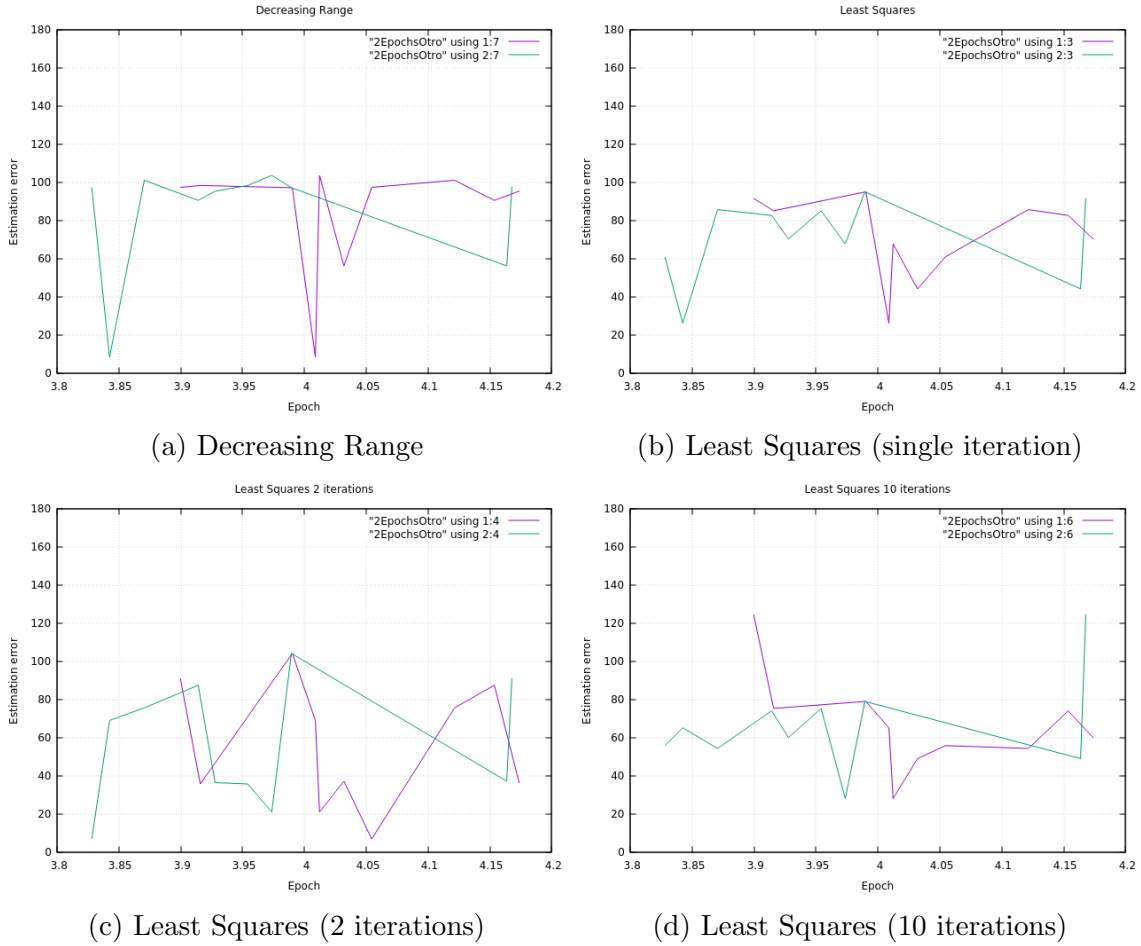 Decreasing Range
"2EpochsOtro" using 1:7
"2EpochsOtro" using 2:7
180
160
140
120
100
80
60
40
20
0
Estimation error
3.8 3.85 3.9 3.95 4 4.05 4.1 4.15 4.2
Epoch
(a) Decreasing Range
Least Squares
"2EpochsOtro" using 1:3
"2EpochsOtro" using 2:3
180
160
140
120
100
80
60
40
20
0
Estimation error
3.8 3.85 3.9 3.95 4 4.05 4.1 4.15 4.2
Epoch
(b) Least Squares (single iteration)
Least Squares 2 iterations
"2EpochsOtro" using 1:4
"2EpochsOtro" using 2:4
180
160
140
120
100
80
60
40
20
0
Estimation error
3.8 3.85 3.9 3.95 4 4.05 4.1 4.15 4.2
Epoch
(c) Least Squares (2 iterations)
Least Squares 10 iterations
"2EpochsOtro" using 1:6
"2EpochsOtro" using 2:6
180
160
140
120
100
80
60
40
20
0
Estimation error
3.8 3.85 3.9 3.95 4 4.05 4.1 4.15 4.2
Epoch
(d) Least Squares (10 iterations)